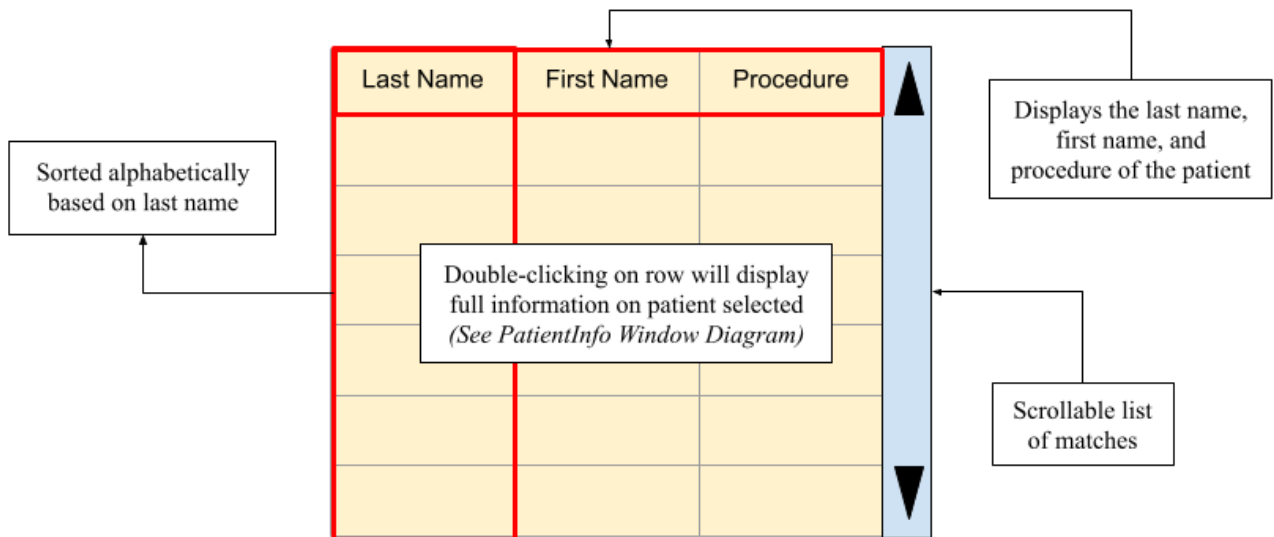 Last Name First Name Procedure
Displays the last name,
first name, and
procedure of the patient
Sorted alphabetically
based on last name
Double-clicking on row will display
full information on patient selected
(See PatientInfo Window Diagram)
Scrollable list
of matches